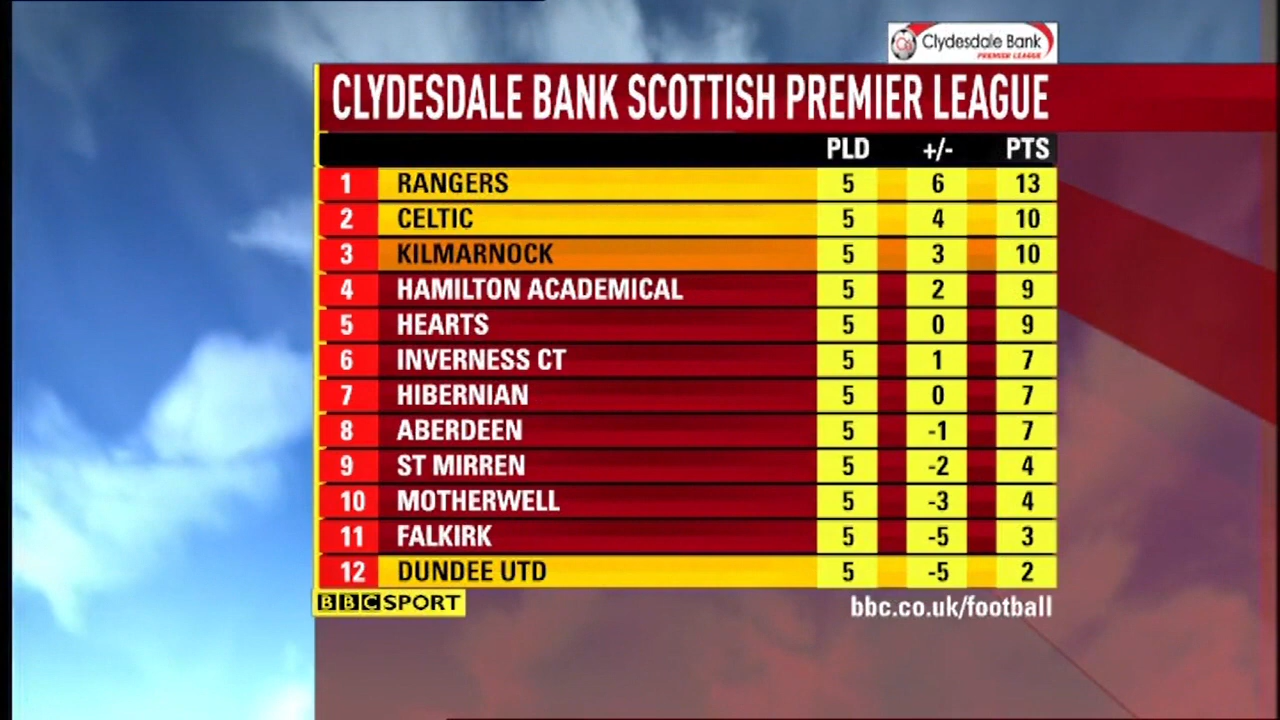 Clydesdale Bank
PREMIER LEAGUE
CLYDESDALE BANK SCOTTISH PREMIER LEAGUE
PLD +/- PTS
1 RANGERS 5 6 13
2 CELTIC 5 4 10
3 KILMARNOCK 5 3 10
4 HAMILTON ACADEMICAL 5 2 9
5 HEARTS 5 0 9
6 INVERNESS CT 5 1 7
7 HIBERNIAN 5 0 7
8 ABERDEEN 5 -1 7
9 ST MIRREN 5 -2 4
10 MOTHERWELL 5 -3 4
11 FALKIRK 5 -5 3
12 DUNDEE UTD 5 -5 2
BBC SPORT bbc.co.uk/football